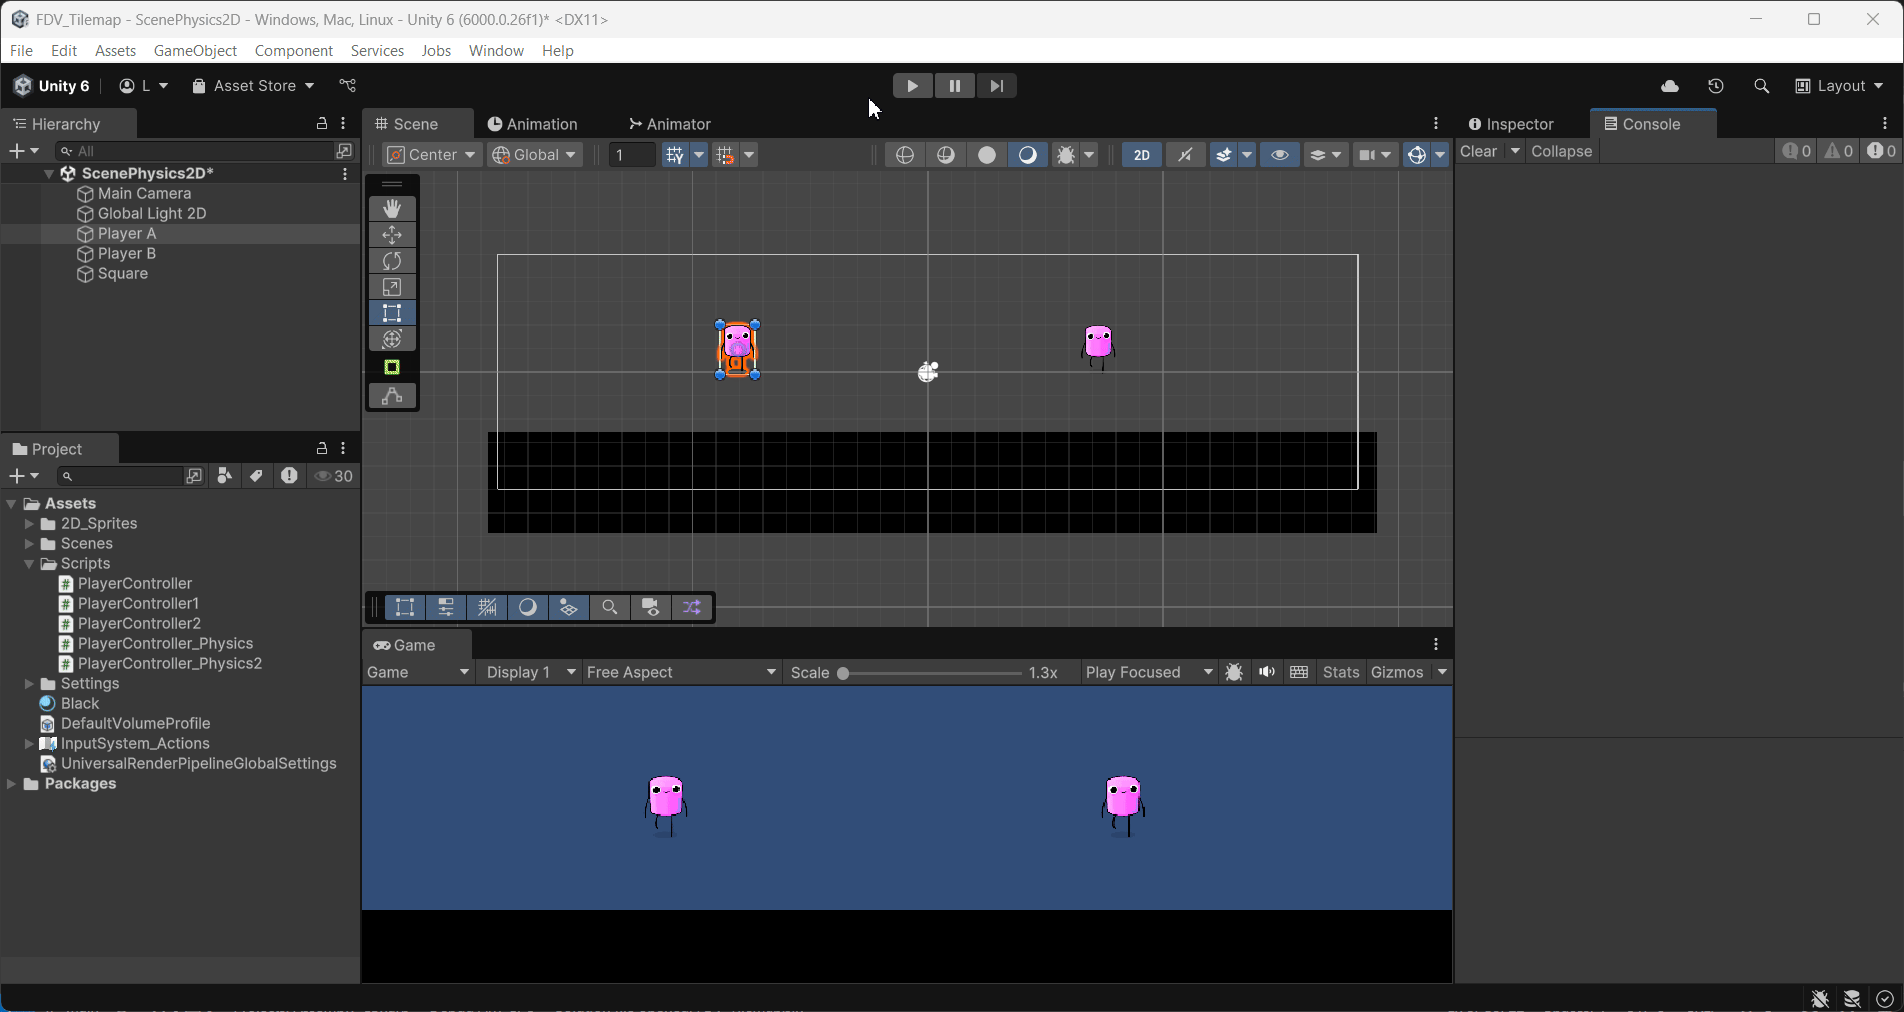 FDV_Tilemap - ScenePhysics2D - Windows, Mac, Linux - Unity 6 (6000.0.26f1)* <DX11>
File Edit Assets GameObject Component Services Jobs Window Help
Unity 6 L Asset Store Layout
Hierarchy
All
ScenePhysics2D*
Main Camera
Global Light 2D
Player A
Player B
Square
Project
30
Assets
2D_Sprites
Scenes
Scripts
PlayerController
PlayerController1
PlayerController2
PlayerController_Physics
PlayerController_Physics2
Settings
Black
DefaultVolumeProfile
InputSystem_Actions
UniversalRenderPipelineGlobalSettings
Packages
Scene Animation Animator
Center Global 1 2D
Game
Game Display 1 Free Aspect Scale 1.3x Play Focused Stats Gizmos
Inspector Console
Clear Collapse 0 0 0